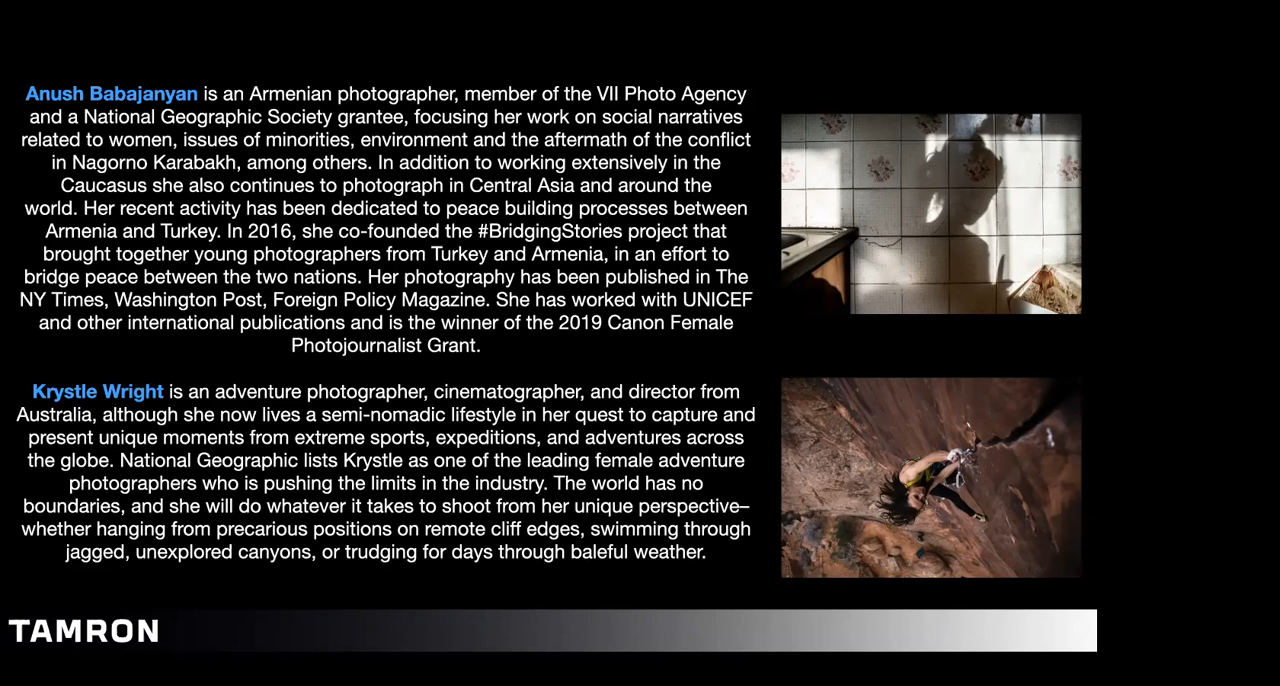 Anush Babajanyan is an Armenian photographer, member of the VII Photo Agency
and a National Geographic Society grantee, focusing her work on social narratives
related to women, issues of minorities, environment and the aftermath of the conflict
in Nagorno Karabakh, among others. In addition to working extensively in the
Caucasus she also continues to photograph in Central Asia and around the
world. Her recent activity has been dedicated to peace building processes between
Armenia and Turkey. In 2016, she co-founded the #BridgingStories project that
brought together young photographers from Turkey and Armenia, in an effort to
bridge peace between the two nations. Her photography has been published in The
NY Times, Washington Post, Foreign Policy Magazine. She has worked with UNICEF
and other international publications and is the winner of the 2019 Canon Female
Photojournalist Grant.
Krystle Wright is an adventure photographer, cinematographer, and director from
Australia, although she now lives a semi-nomadic lifestyle in her quest to capture and
present unique moments from extreme sports, expeditions, and adventures across
the globe. National Geographic lists Krystle as one of the leading female adventure
photographers who is pushing the limits in the industry. The world has no
boundaries, and she will do whatever it takes to shoot from her unique perspective–
whether hanging from precarious positions on remote cliff edges, swimming through
jagged, unexplored canyons, or trudging for days through baleful weather.
TAMRON